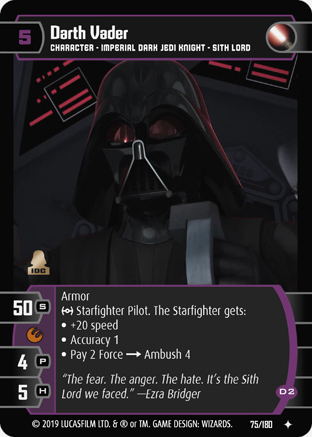 5
Darth Vader
CHARACTER - IMPERIAL DARK JEDI KNIGHT - SITH LORD
IDC
50 S
Armor
Starfighter Pilot. The Starfighter gets:
• +20 speed
• Accuracy 1
4 P
• Pay 2 Force → Ambush 4
"The fear. The anger. The hate. It's the Sith
5 H
Lord we faced." —Ezra Bridger
D2
© 2019 LUCASFILM LTD. & ® OR TM. GAME DESIGN: WIZARDS.
75/180